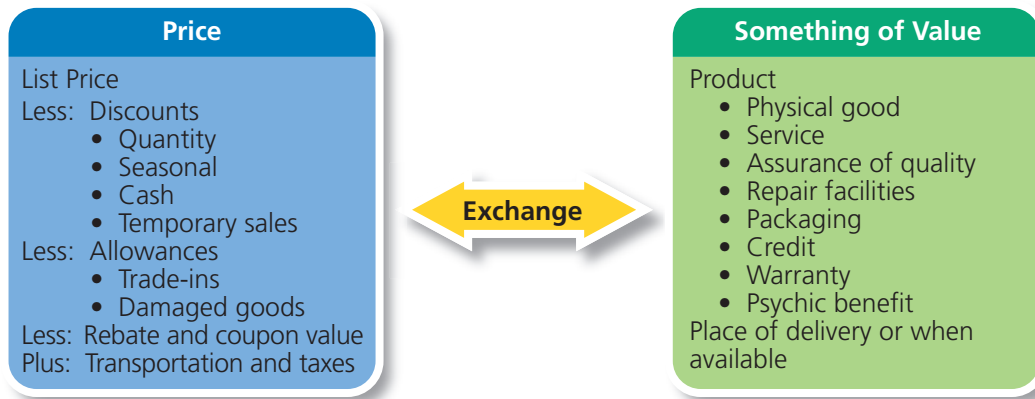 Price
List Price
Less: Discounts
• Quantity
• Seasonal
• Cash
• Temporary sales
Less: Allowances
• Trade-ins
• Damaged goods
Less: Rebate and coupon value
Plus: Transportation and taxes
Exchange
Something of Value
Product
• Physical good
• Service
• Assurance of quality
• Repair facilities
• Packaging
• Credit
• Warranty
• Psychic benefit
Place of delivery or when
available